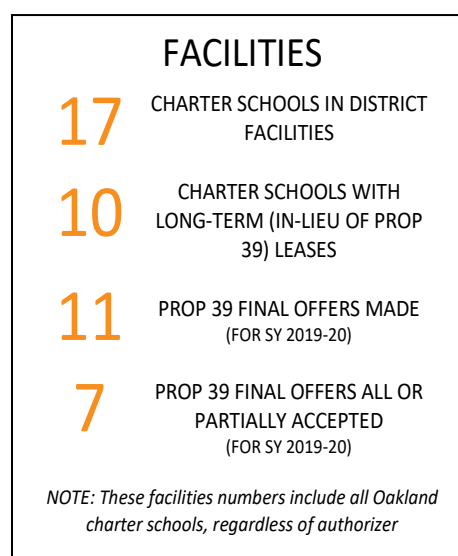 FACILITIES
17 CHARTER SCHOOLS IN DISTRICT
FACILITIES
10 CHARTER SCHOOLS WITH
LONG-TERM (IN-LIEU OF PROP
39) LEASES
11 PROP 39 FINAL OFFERS MADE
(FOR SY 2019-20)
7 PROP 39 FINAL OFFERS ALL OR
PARTIALLY ACCEPTED
(FOR SY 2019-20)
NOTE: These facilities numbers include all Oakland
charter schools, regardless of authorizer